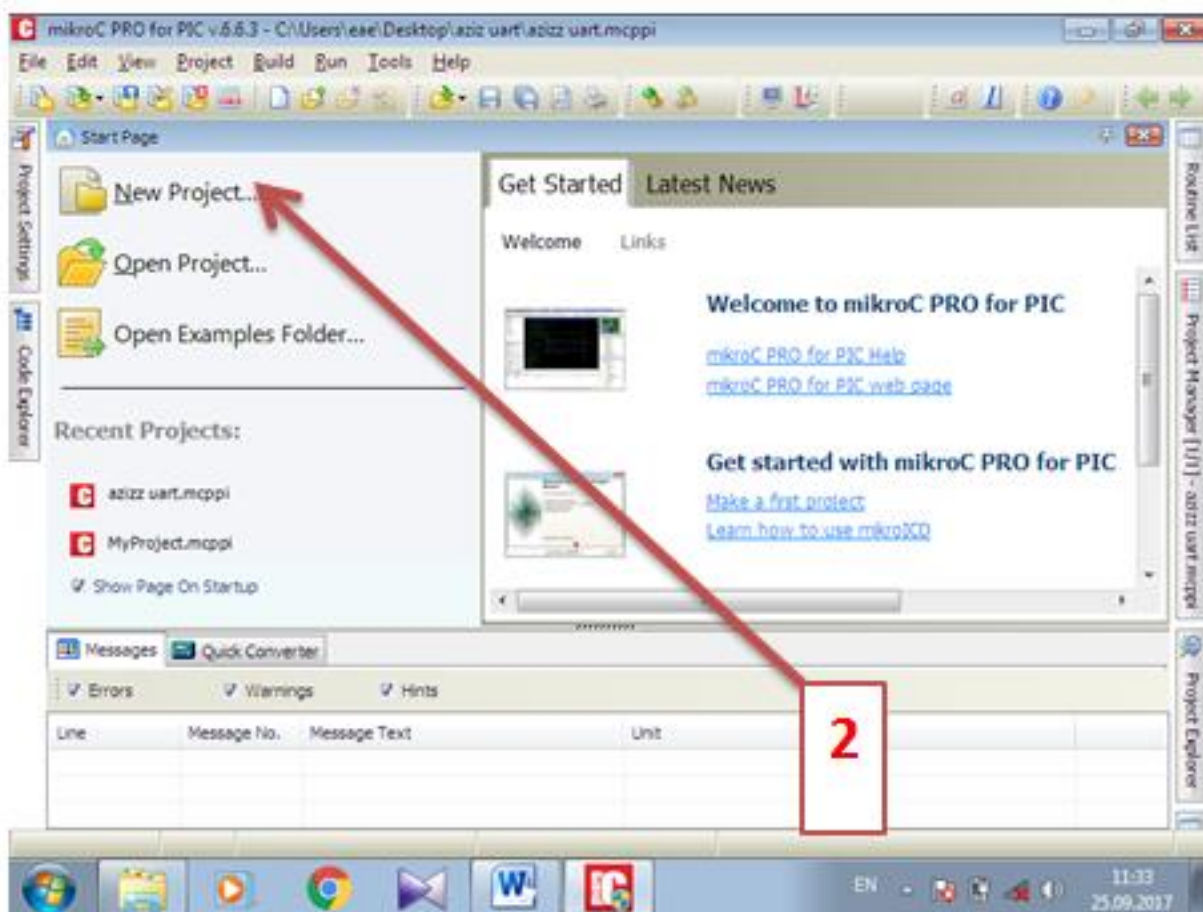 mikroC PRO for PIC v.6.6.3 - C:\Users\eae\Desktop\aziz uart\azizz uart.mcppi
File Edit View Project Build Run Tools Help
Start Page
New Project...
Open Project...
Open Examples Folder...
Recent Projects:
azizz uart.mcppi
MyProject.mcppi
Show Page On Startup
Get Started Latest News
Welcome Links
Welcome to mikroC PRO for PIC
mikroC PRO for PIC Help
mikroC PRO for PIC web page
Get started with mikroC PRO for PIC
Make a first project
Learn how to use mikroICD
Project Settings
Code Explorer
Routine List
Project Manager [1/1] - azizz uart.mcppi
Project Explorer
Messages Quick Converter
Errors Warnings Hints
Line Message No. Message Text Unit
2
EN
11:33
25.09.2017